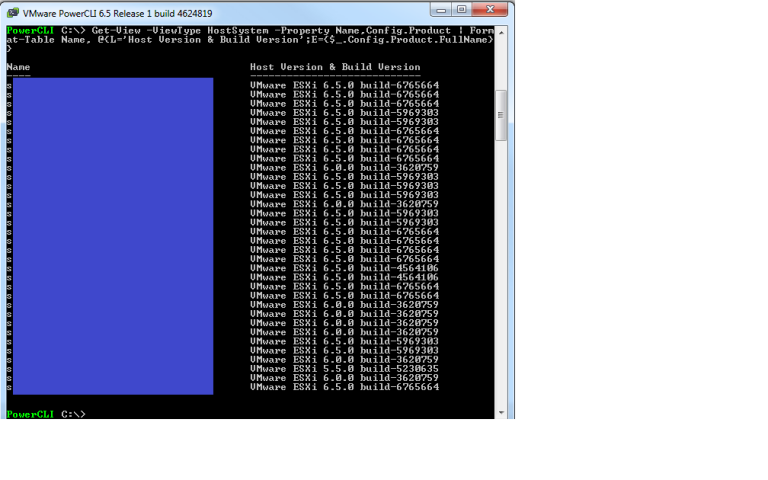 VMware PowerCLI 6.5 Release 1 build 4624819
PowerCLI C:\> Get-View -ViewType HostSystem -Property Name,Config.Product | Form
at-Table Name, @{L='Host Version & Build Version';E={$_.Config.Product.FullName}
}
Name Host Version & Build Version
---- ----------------------------
s VMware ESXi 6.5.0 build-6765664
s VMware ESXi 6.5.0 build-6765664
s VMware ESXi 6.5.0 build-6765664
s VMware ESXi 6.5.0 build-5969303
s VMware ESXi 6.5.0 build-5969303
s VMware ESXi 6.5.0 build-6765664
s VMware ESXi 6.5.0 build-6765664
s VMware ESXi 6.5.0 build-6765664
s VMware ESXi 6.5.0 build-6765664
s VMware ESXi 6.0.0 build-3620759
s VMware ESXi 6.5.0 build-5969303
s VMware ESXi 6.5.0 build-5969303
s VMware ESXi 6.5.0 build-5969303
s VMware ESXi 6.0.0 build-3620759
s VMware ESXi 6.5.0 build-5969303
s VMware ESXi 6.5.0 build-5969303
s VMware ESXi 6.5.0 build-6765664
s VMware ESXi 6.5.0 build-6765664
s VMware ESXi 6.5.0 build-6765664
s VMware ESXi 6.5.0 build-6765664
s VMware ESXi 6.5.0 build-4564106
s VMware ESXi 6.5.0 build-4564106
s VMware ESXi 6.5.0 build-6765664
s VMware ESXi 6.5.0 build-6765664
s VMware ESXi 6.0.0 build-3620759
s VMware ESXi 6.0.0 build-3620759
s VMware ESXi 6.0.0 build-3620759
s VMware ESXi 6.0.0 build-3620759
s VMware ESXi 6.5.0 build-5969303
s VMware ESXi 6.5.0 build-5969303
s VMware ESXi 6.0.0 build-3620759
s VMware ESXi 5.5.0 build-5230635
s VMware ESXi 6.0.0 build-3620759
s VMware ESXi 6.5.0 build-6765664
PowerCLI C:\>